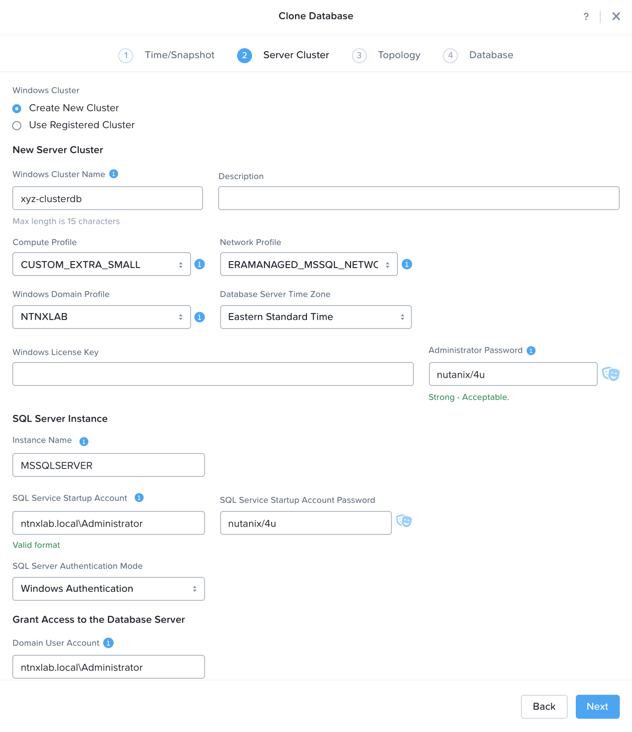 Clone Database
?
1 Time/Snapshot 2 Server Cluster 3 Topology 4 Database
Windows Cluster
Create New Cluster
Use Registered Cluster
New Server Cluster
Windows Cluster Name
Description
xyz-clusterdb
Max length is 15 characters
Compute Profile
Network Profile
CUSTOM_EXTRA_SMALL
ERAMANAGED_MSSQL_NETWC
Windows Domain Profile
Database Server Time Zone
NTNXLAB
Eastern Standard Time
Windows License Key
Administrator Password
nutanix/4u
Strong - Acceptable.
SQL Server Instance
Instance Name
MSSQLSERVER
SQL Service Startup Account
SQL Service Startup Account Password
ntnxlab.local\Administrator
nutanix/4u
Valid format
SQL Server Authentication Mode
Windows Authentication
Grant Access to the Database Server
Domain User Account
ntnxlab.local\Administrator
Back
Next